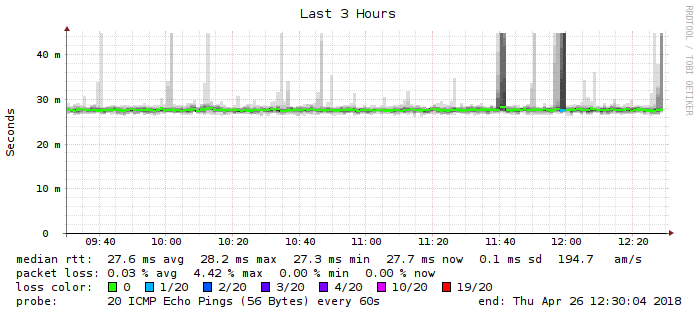 Last 3 Hours
RRDTOOL / TOBI OETIKER
Seconds
40 m
30 m
20 m
10 m
0
09:40 10:00 10:20 10:40 11:00 11:20 11:40 12:00 12:20
median rtt: 27.6 ms avg 28.2 ms max 27.3 ms min 27.7 ms now 0.1 ms sd 194.7 am/s
packet loss: 0.03 % avg 4.42 % max 0.00 % min 0.00 % now
loss color: 0 1/20 2/20 3/20 4/20 10/20 19/20
probe: 20 ICMP Echo Pings (56 Bytes) every 60s end: Thu Apr 26 12:30:04 2018